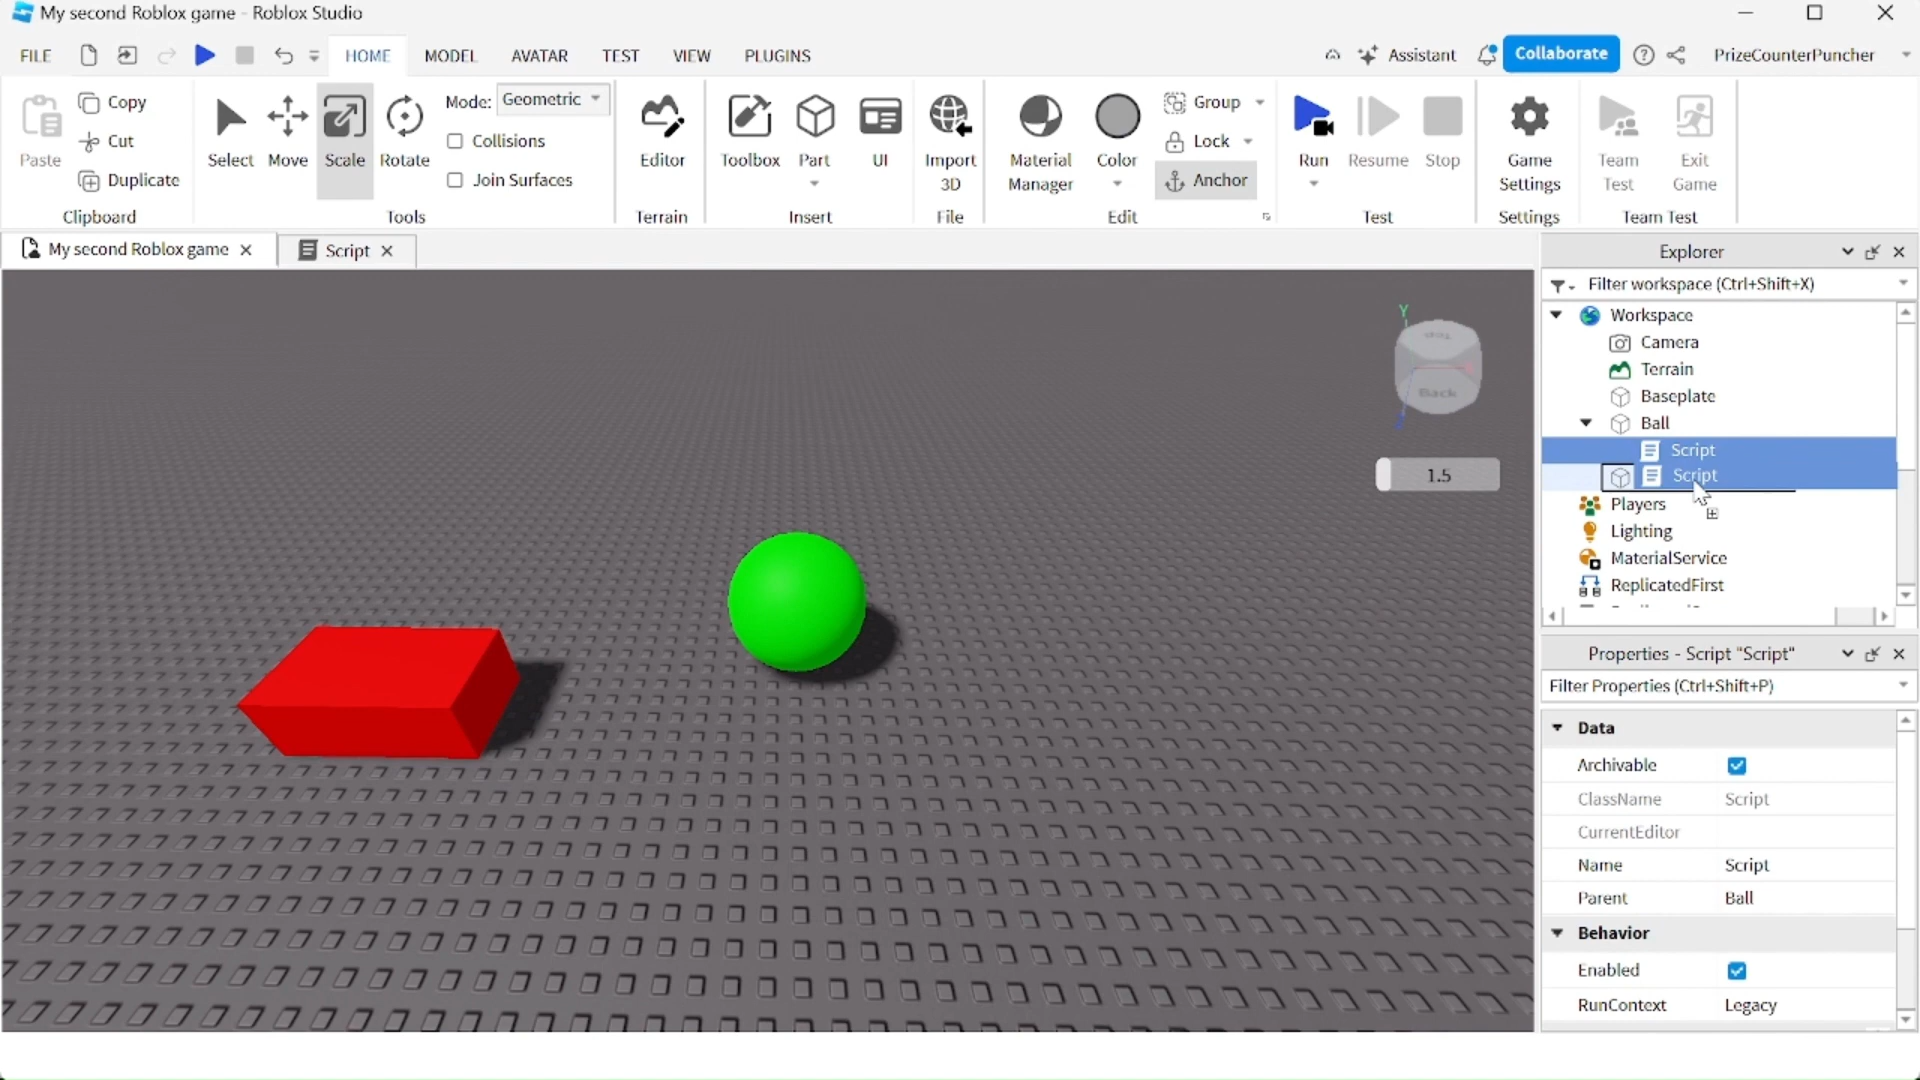 My second Roblox game - Roblox Studio
FILE HOME MODEL AVATAR TEST VIEW PLUGINS Assistant Collaborate PrizeCounterPuncher
Paste Copy Cut Duplicate
Clipboard
Select Move Scale Rotate
Mode: Geometric
Collisions
Join Surfaces
Tools
Editor
Terrain
Toolbox Part UI
Insert
Import
3D
File
Material
Manager
Color
Group
Lock
Anchor
Edit
Run Resume Stop
Test
Game
Settings
Settings
Team
Test
Exit
Game
Team Test
My second Roblox game Script
Y
Top
Back
1.5
Explorer
Filter workspace (Ctrl+Shift+X)
Workspace
Camera
Terrain
Baseplate
Ball
Script
Script
Players
Lighting
MaterialService
ReplicatedFirst
Properties - Script "Script"
Filter Properties (Ctrl+Shift+P)
Data
Archivable
ClassName Script
CurrentEditor
Name Script
Parent Ball
Behavior
Enabled
RunContext Legacy